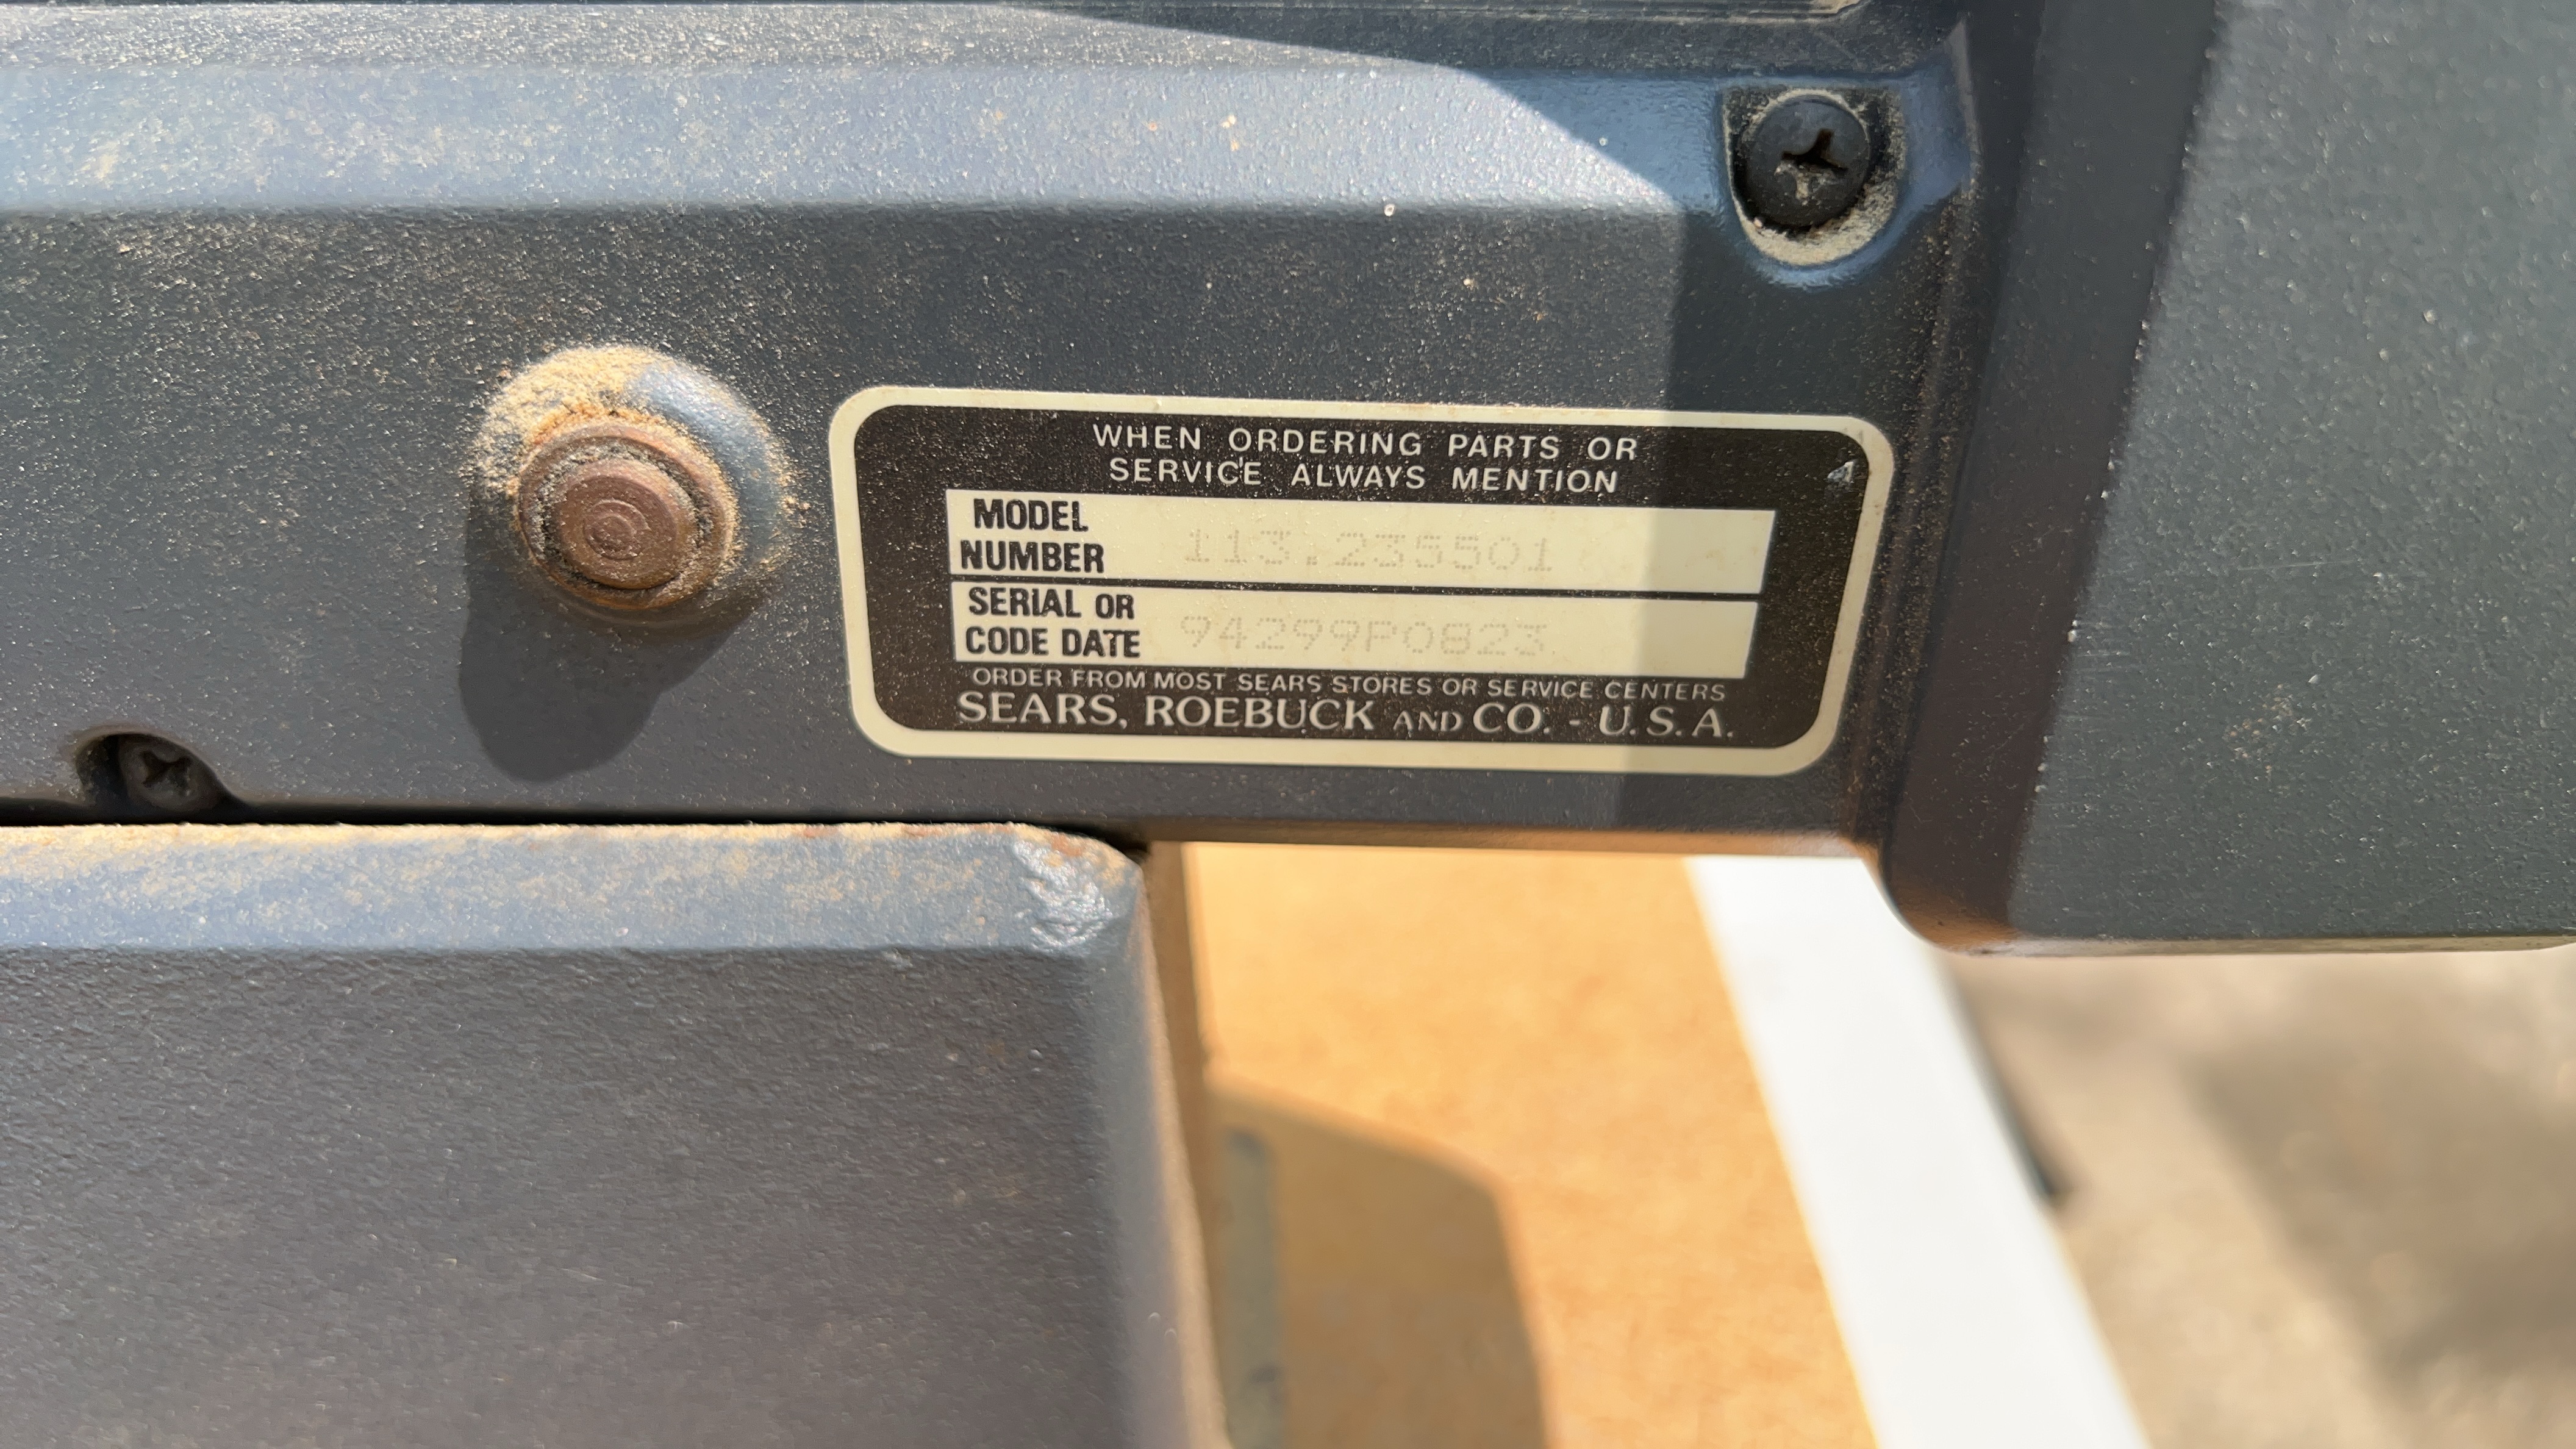 WHEN ORDERING PARTS OR
SERVICE ALWAYS MENTION
MODEL
NUMBER 113.235501
SERIAL OR
CODE DATE 94299P0823
ORDER FROM MOST SEARS STORES OR SERVICE CENTERS
SEARS, ROEBUCK AND CO. - U.S.A.